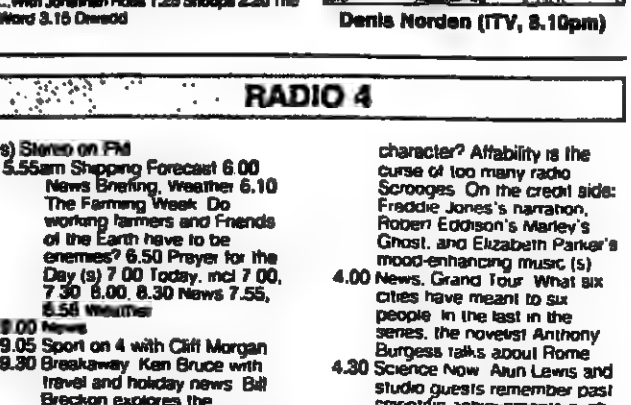 Word 3.15
Denis Norden (ITV, 8.10pm)
RADIO 4
s) Stereo on FM
5.55am Shipping Forecast 6.00
News Briefing, Weather 6.10
The Farming Week Do
working farmers and Friends
of the Earth have to be
enemies? 6.50 Prayer for the
Day (s) 7 00 Today, incl 7 00,
7 30 8.00, 8.30 News 7.55,
8.58 Weather
9.00 News
9.05 Sport on 4 with Cliff Morgan
9.30 Breakaway Ken Bruce with
travel and holiday news Bill
Breckon explores the
character? Affability is the
curse of too many radio
Scrooges On the credit side:
Freddie Jones's narration,
Robert Eddison's Marley's
Ghost, and Elizabeth Parker's
mood-enhancing music (s)
4.00 News, Grand Tour What six
cities have meant to six
people In the last in the
series, the novelist Anthony
Burgess talks about Rome
4.30 Science Now Alun Lewis and
studio guests remember past